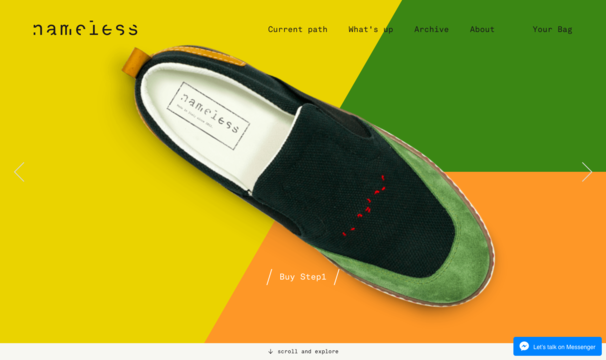 nameless
Current path What's up Archive About Your Bag
nameless
/ Buy Step1 /
↓ scroll and explore
Let's talk on Messenger